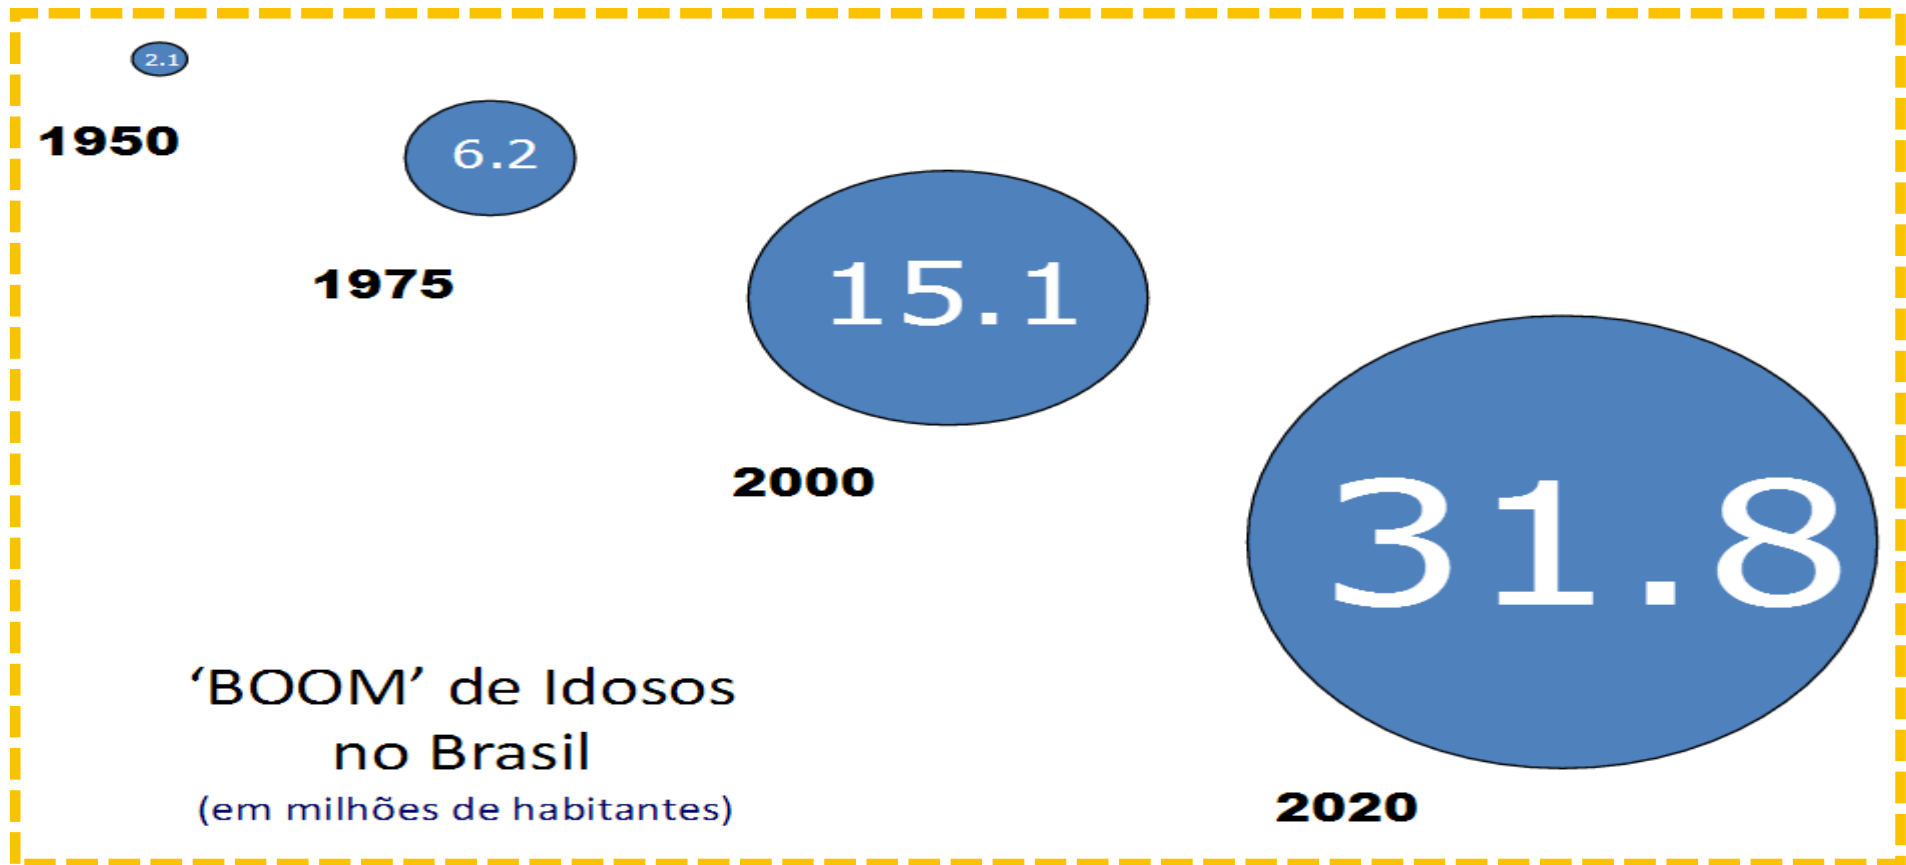 2.1
1950
6.2
1975
15.1
2000
31.8
2020
‘BOOM’ de Idosos
no Brasil
(em milhões de habitantes)